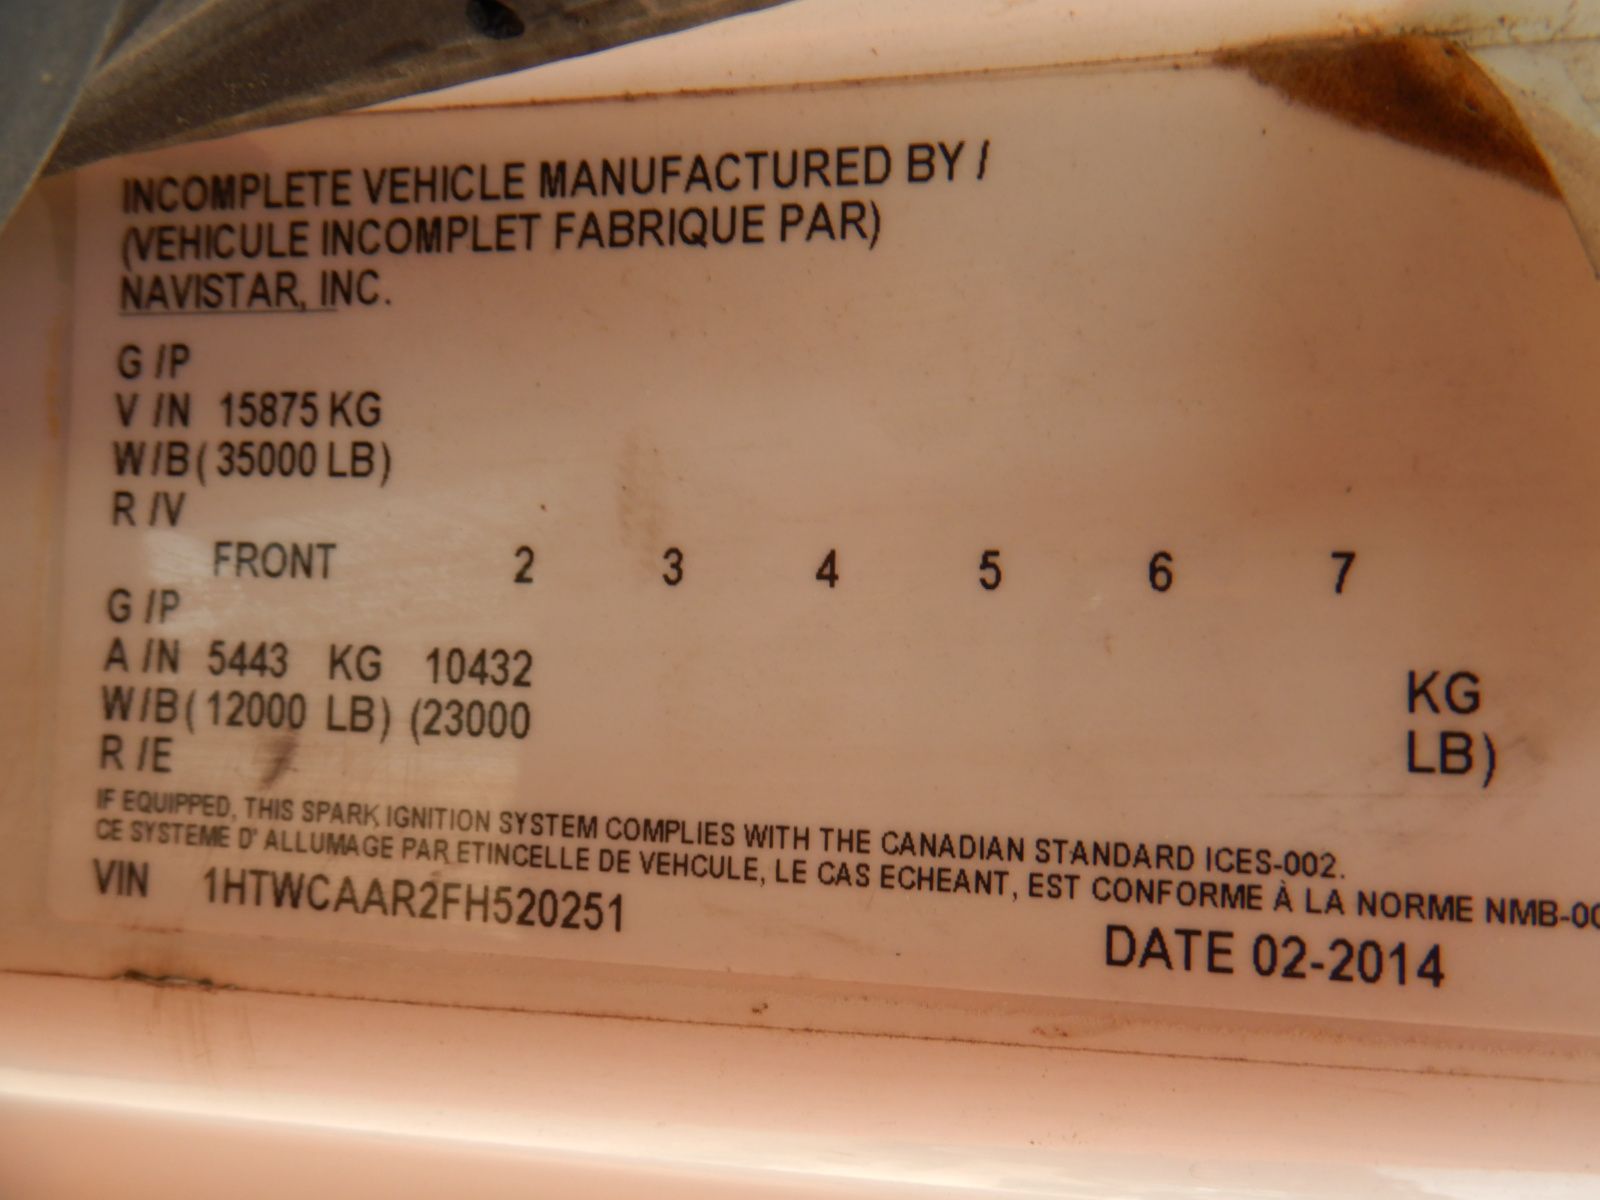 INCOMPLETE VEHICLE MANUFACTURED BY /
(VEHICULE INCOMPLET FABRIQUE PAR)
NAVISTAR, INC.
G /P
V /N 15875 KG
W/B ( 35000 LB)
R /V
FRONT 2 3 4 5 6 7
G /P
A /N 5443 KG 10432 KG
W/B ( 12000 LB) (23000 LB)
R /E
IF EQUIPPED, THIS SPARK IGNITION SYSTEM COMPLIES WITH THE CANADIAN STANDARD ICES-002.
CE SYSTEME D' ALLUMAGE PAR ETINCELLE DE VEHCULE, LE CAS ECHEANT, EST CONFORME À LA NORME NMB-00
VIN 1HTWCAAR2FH520251
DATE 02-2014